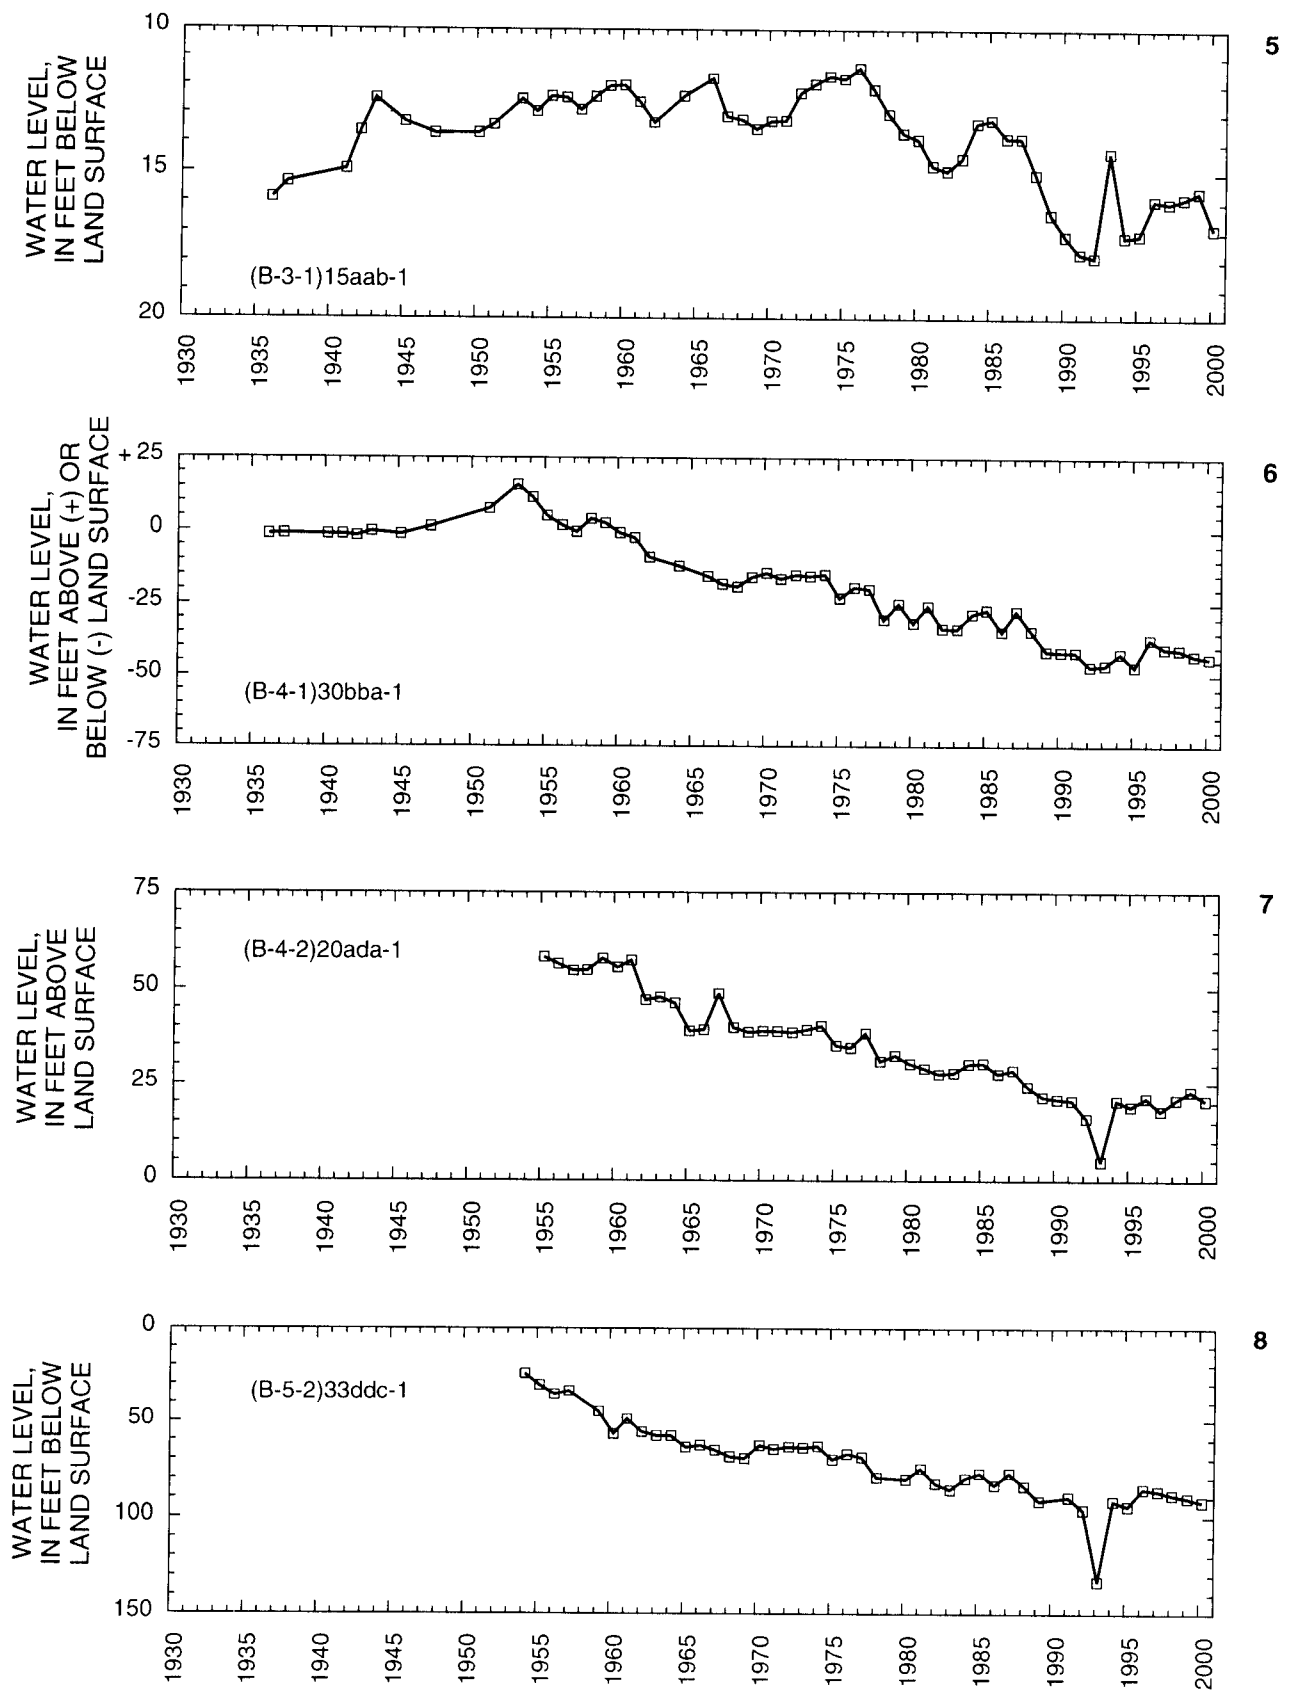 10
5
WATER LEVEL,
IN FEET BELOW
LAND SURFACE
15
(B-3-1)15aab-1
20
1930 1935 1940 1945 1950 1955 1960 1965 1970 1975 1980 1985 1990 1995 2000
+25
6
WATER LEVEL,
IN FEET ABOVE (+) OR
BELOW (-) LAND SURFACE
0
-25
-50
(B-4-1)30bba-1
-75
1930 1935 1940 1945 1950 1955 1960 1965 1970 1975 1980 1985 1990 1995 2000
75
7
WATER LEVEL,
IN FEET ABOVE
LAND SURFACE
(B-4-2)20ada-1
50
25
0
1930 1935 1940 1945 1950 1955 1960 1965 1970 1975 1980 1985 1990 1995 2000
0
8
WATER LEVEL,
IN FEET BELOW
LAND SURFACE
(B-5-2)33ddc-1
50
100
150
1930 1935 1940 1945 1950 1955 1960 1965 1970 1975 1980 1985 1990 1995 2000